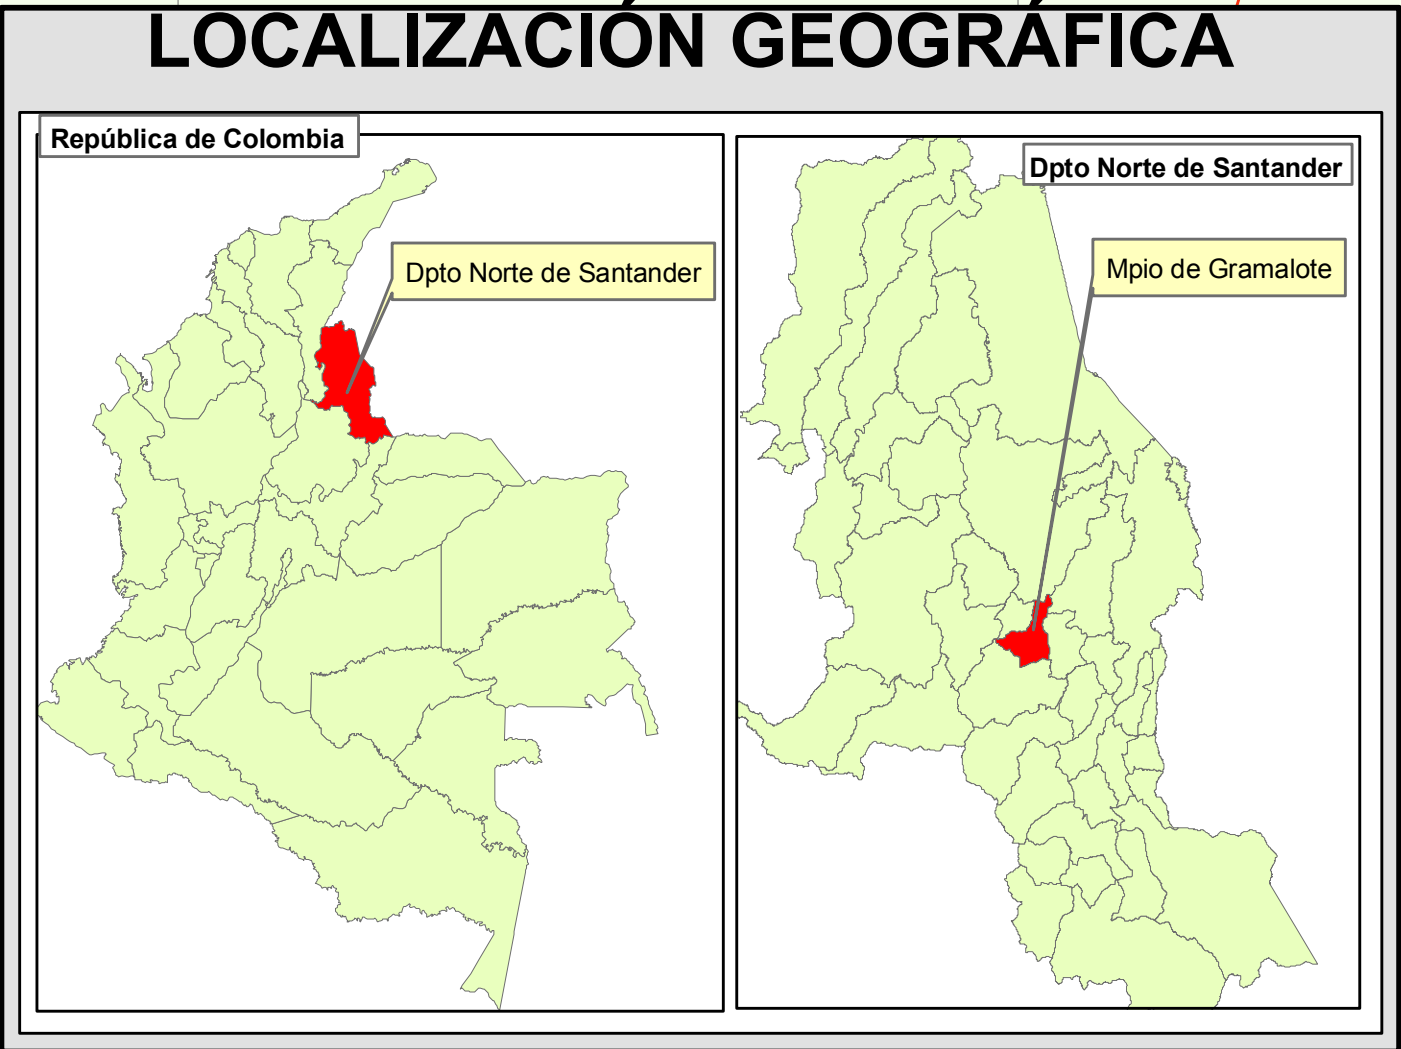 LOCALIZACIÓN GEOGRÁFICA
República de Colombia
Dpto Norte de Santander
Dpto Norte de Santander
Mpio de Gramalote